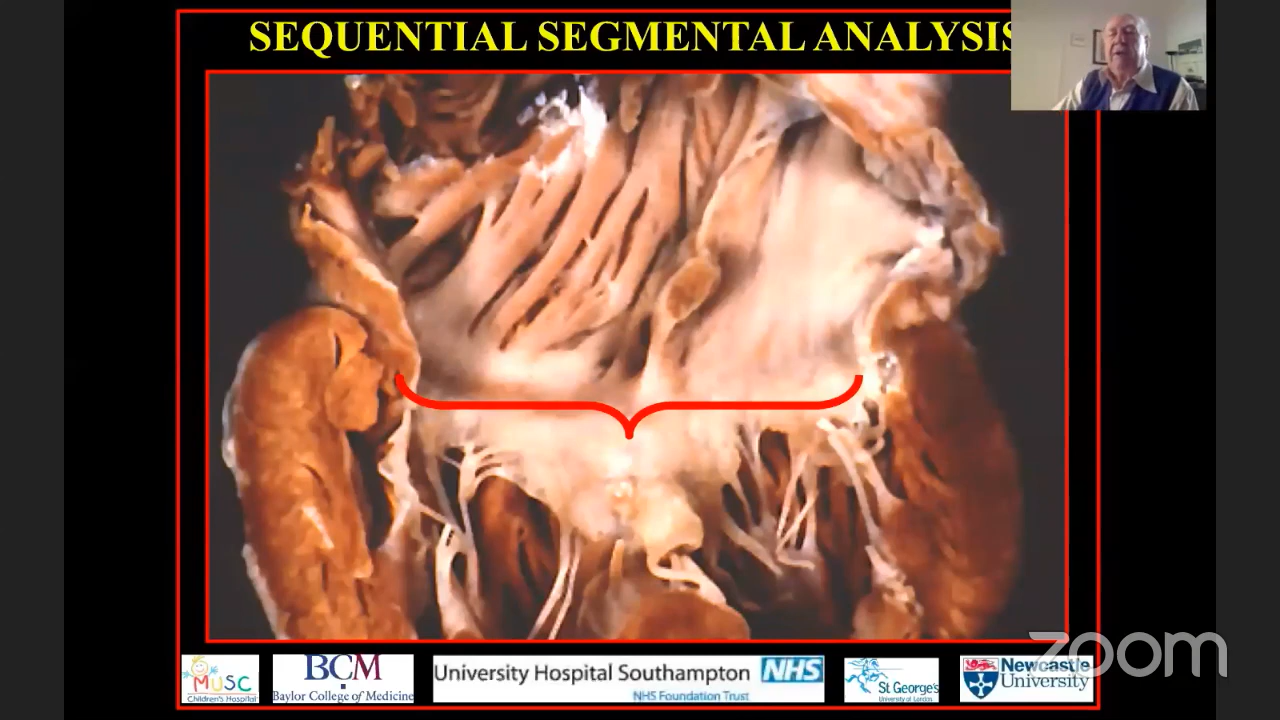 SEQUENTIAL SEGMENTAL ANALYSIS
MUSC
Children's Hospital
BCM
Baylor College of Medicine
University Hospital Southampton
NHS
NHS Foundation Trust
St George's
University of London
Newcastle
University
zoom